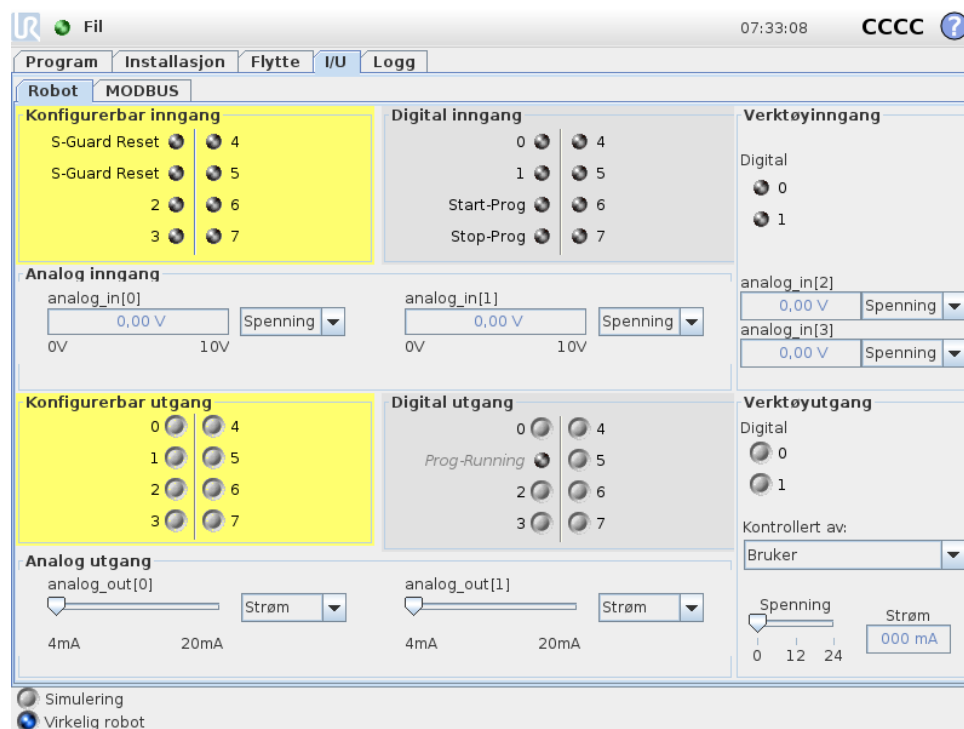 UR Fil 07:33:08 CCCC ?
Program Installasjon Flytte I/U Logg
Robot MODBUS
Konfigurerbar inngang
S-Guard Reset 4
S-Guard Reset 5
2 6
3 7
Digital inngang
0 4
1 5
Start-Prog 6
Stop-Prog 7
Verktøyinngang
Digital
0
1
analog_in[2]
0,00 V Spenning
analog_in[3]
0,00 V Spenning
Analog inngang
analog_in[0]
0,00 V Spenning
0V 10V
analog_in[1]
0,00 V Spenning
0V 10V
Konfigurerbar utgang
0 4
1 5
2 6
3 7
Digital utgang
0 4
Prog-Running 5
2 6
3 7
Verktøyutgang
Digital
0
1
Kontrollert av:
Bruker
Spenning
0 12 24
Strøm
000 mA
Analog utgang
analog_out[0]
Strøm
4mA 20mA
analog_out[1]
Strøm
4mA 20mA
Simulering
Virkelig robot